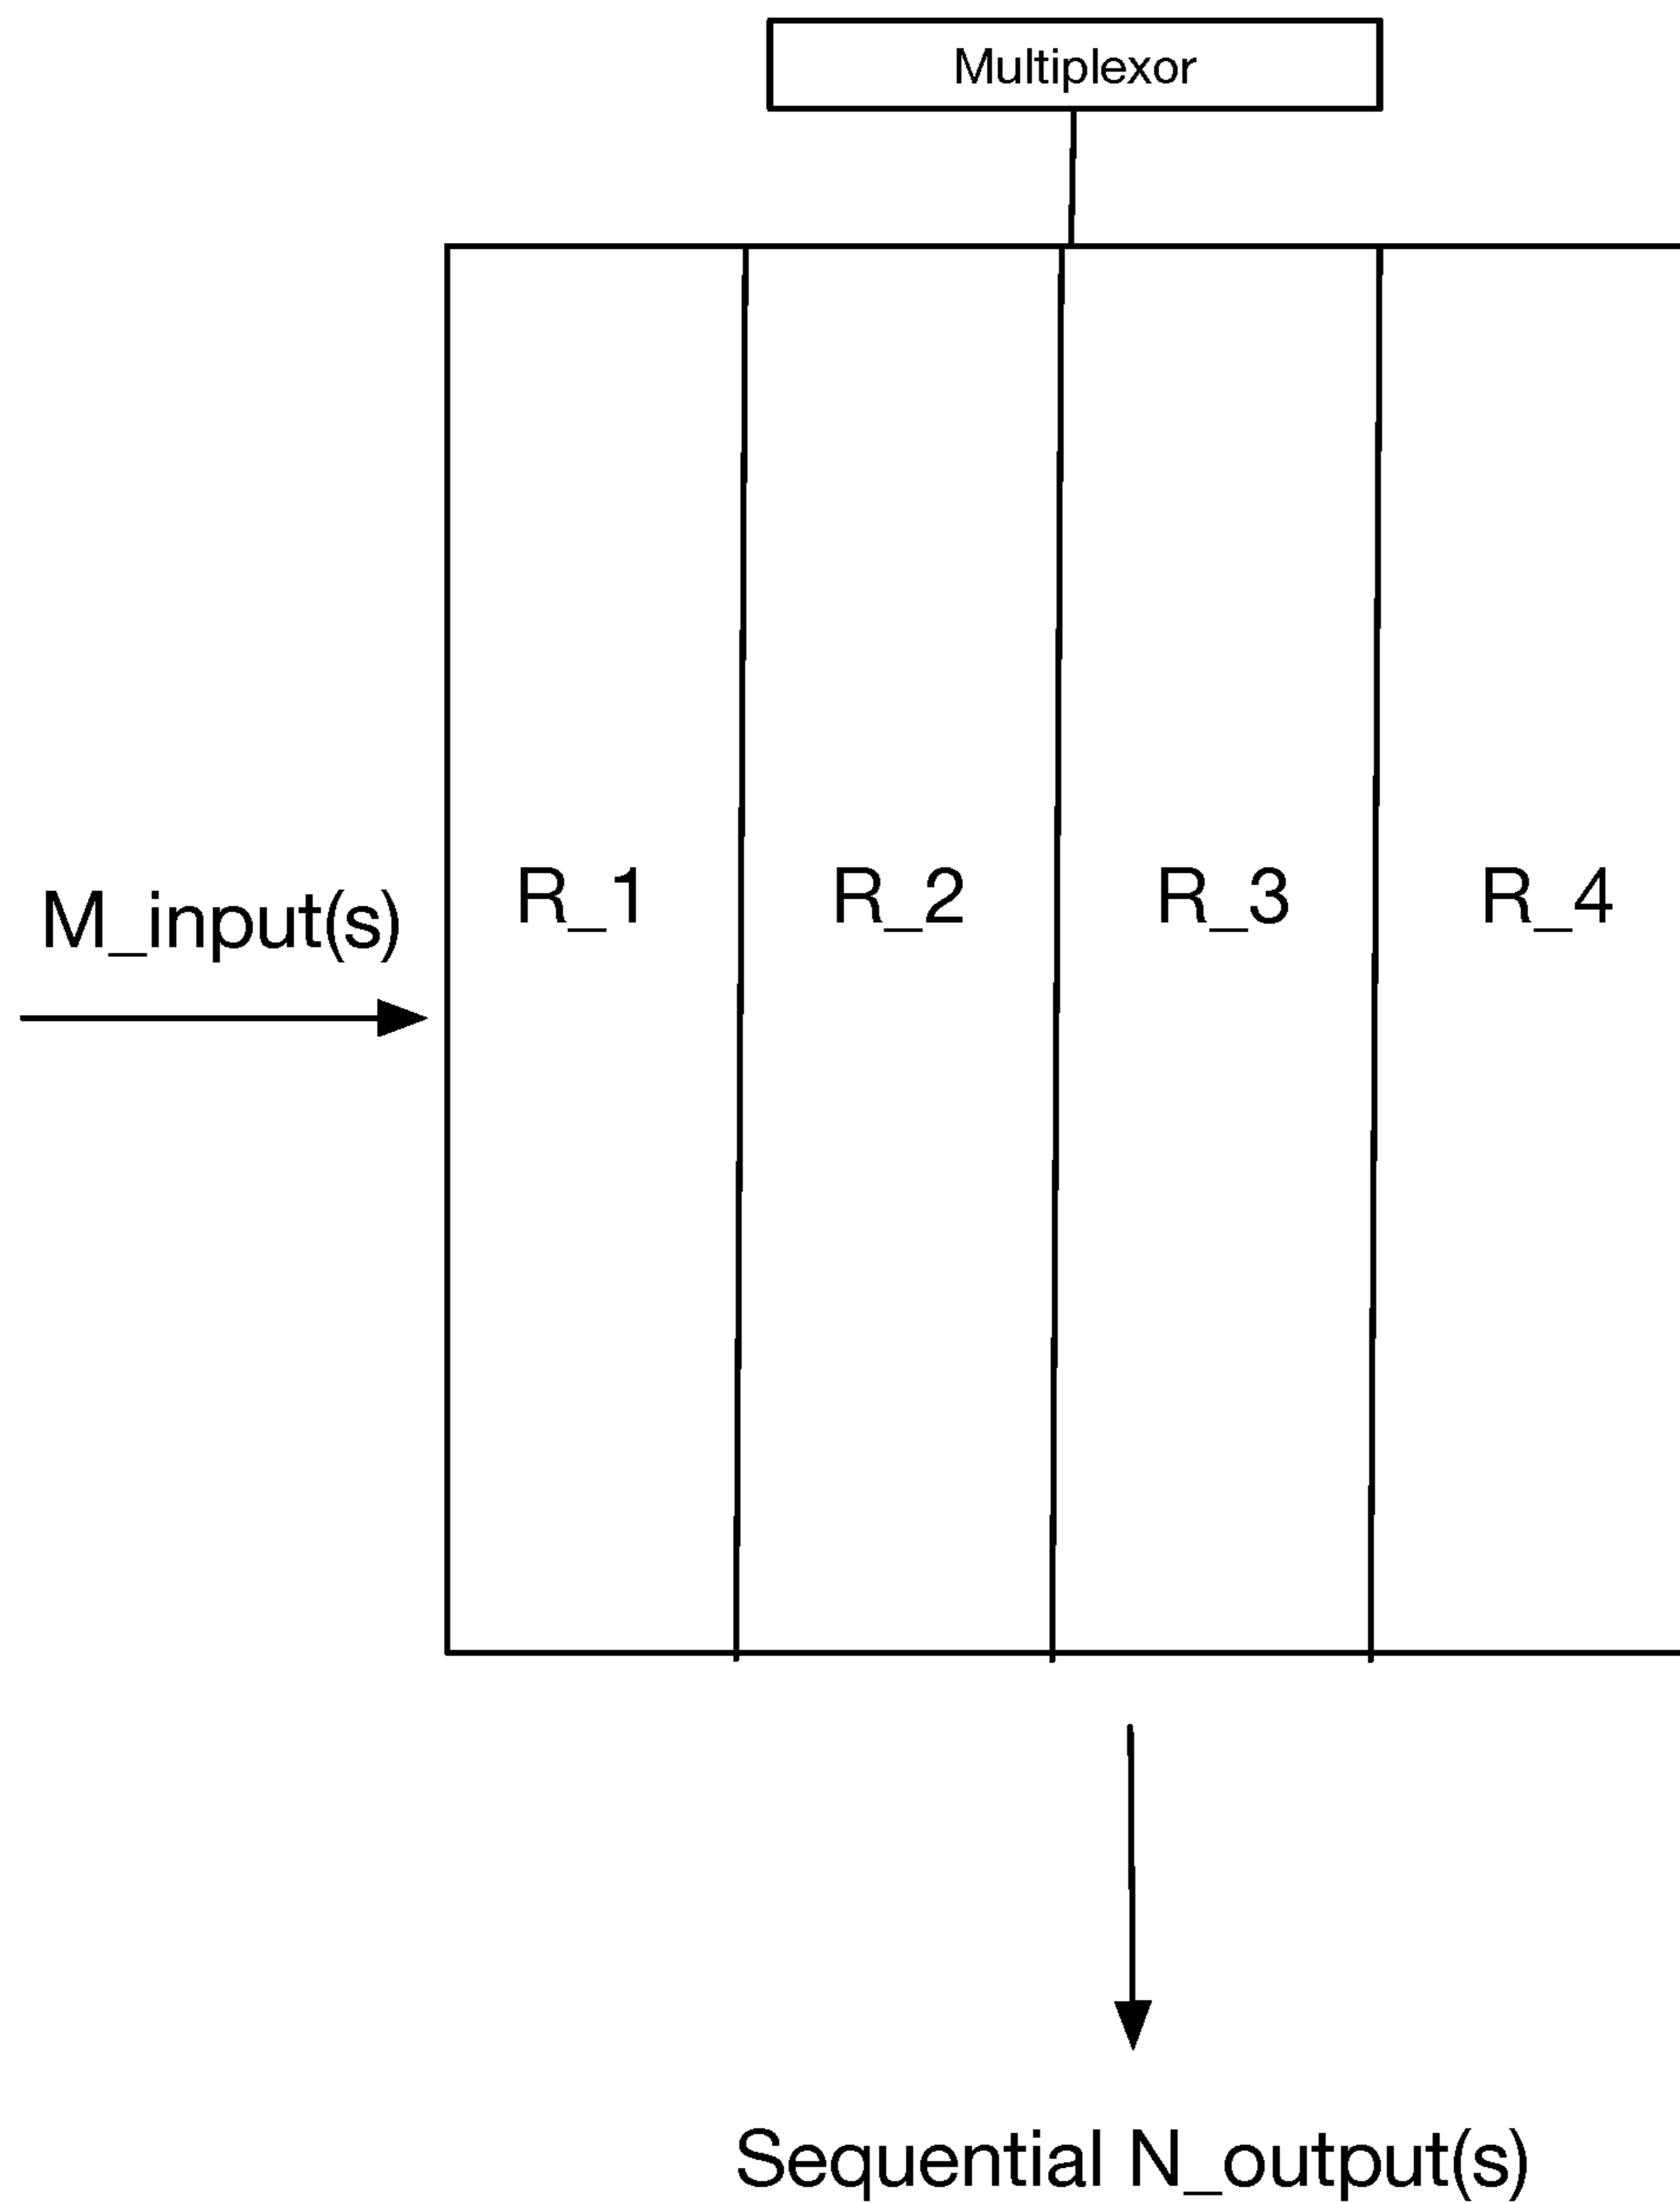 Multiplexor
M_input(s)
R_1
R_2
R_3
R_4
Sequential N_output(s)